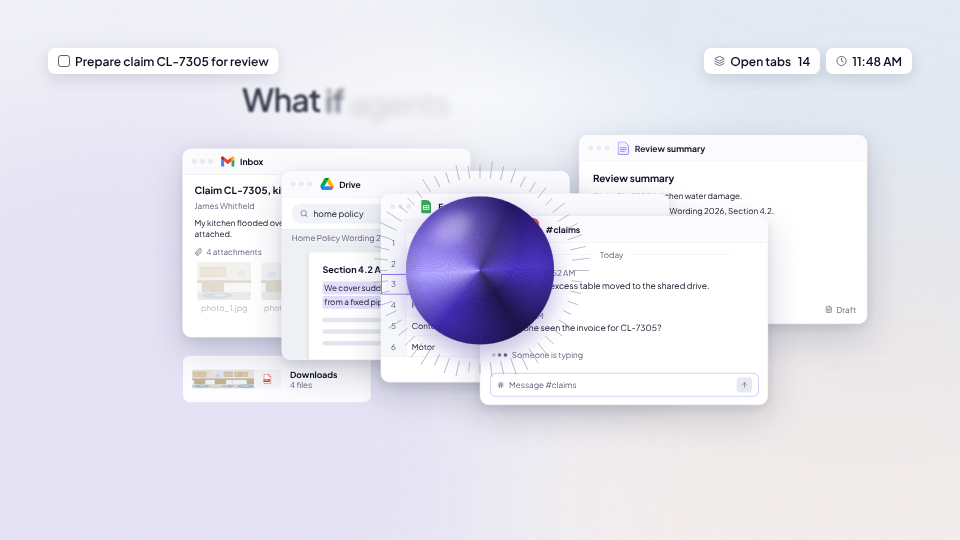 Prepare claim CL-7305 for review
Open tabs 14
11:48 AM
What if agents
Inbox
Claim CL-7305, ki
James Whitfield
My kitchen flooded ove
attached.
4 attachments
photo_1.jpg
phot
Downloads
4 files
Drive
home policy
Home Policy Wording 2
Section 4.2 A
We cover sudd
from a fixed pip
1
2
3
4
5 Conte
6 Motor
Review summary
Review summary
chen water damage.
Wording 2026, Section 4.2.
Draft
#claims
Today
52 AM
excess table moved to the shared drive.
one seen the invoice for CL-7305?
Someone is typing
# Message #claims